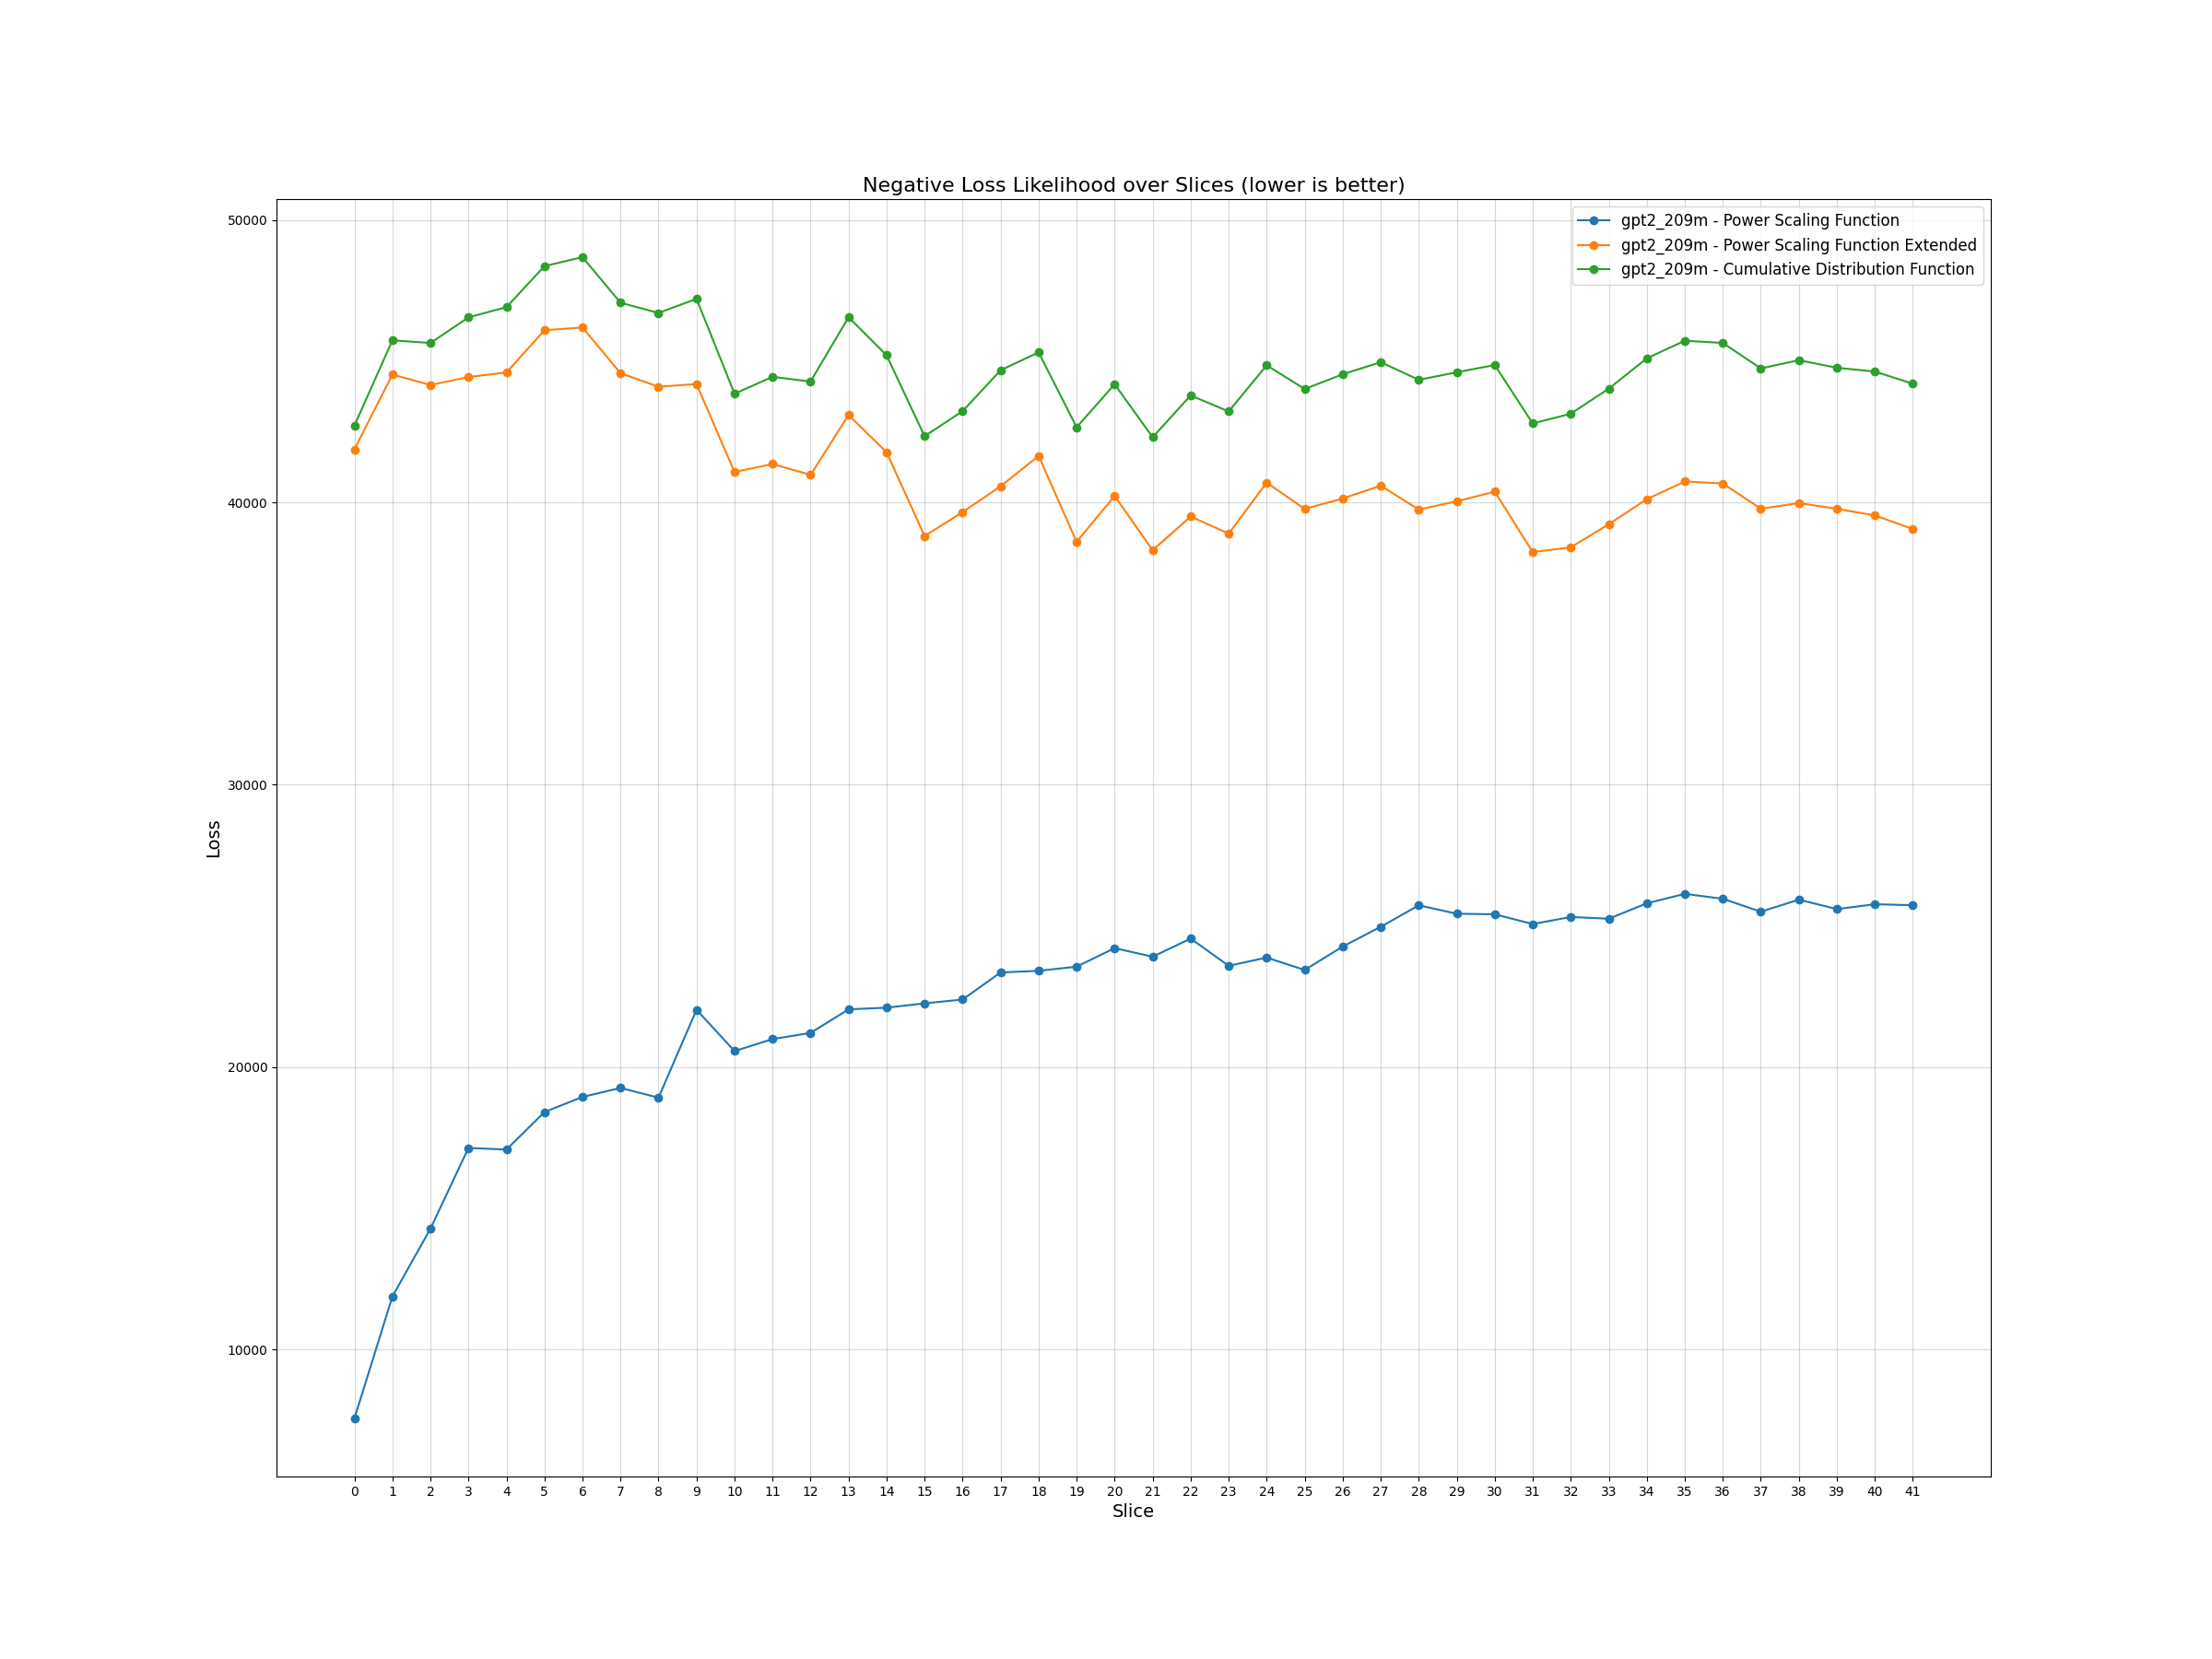 Negative Loss Likelihood over Slices (lower is better)
gpt2_209m - Power Scaling Function
gpt2_209m - Power Scaling Function Extended
gpt2_209m - Cumulative Distribution Function
50000
40000
30000
20000
10000
Loss
0 1 2 3 4 5 6 7 8 9 10 11 12 13 14 15 16 17 18 19 20 21 22 23 24 25 26 27 28 29 30 31 32 33 34 35 36 37 38 39 40 41
Slice